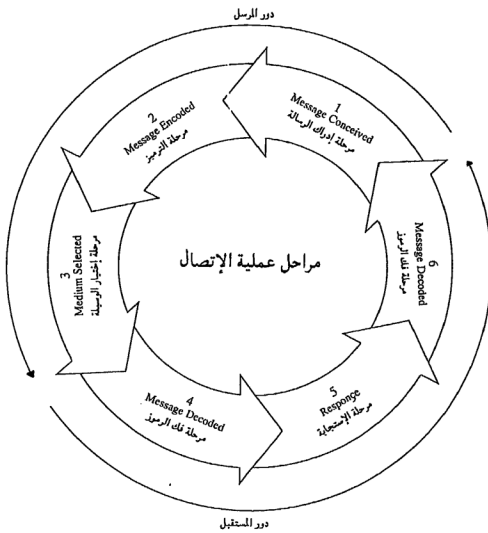 دور المرسل
1
Message Conceived
مرحلة إدراك الرسالة
2
Message Encoded
مرحلة الترميز
3
Medium Selected
مرحلة إختيار الوسيلة
4
Message Decoded
مرحلة فك الرموز
5
Responçe
مرحلة الإستجابة
6
Message Decoded
مرحلة فك الرموز
مراحل عملية الإتصال
دور المستقبل